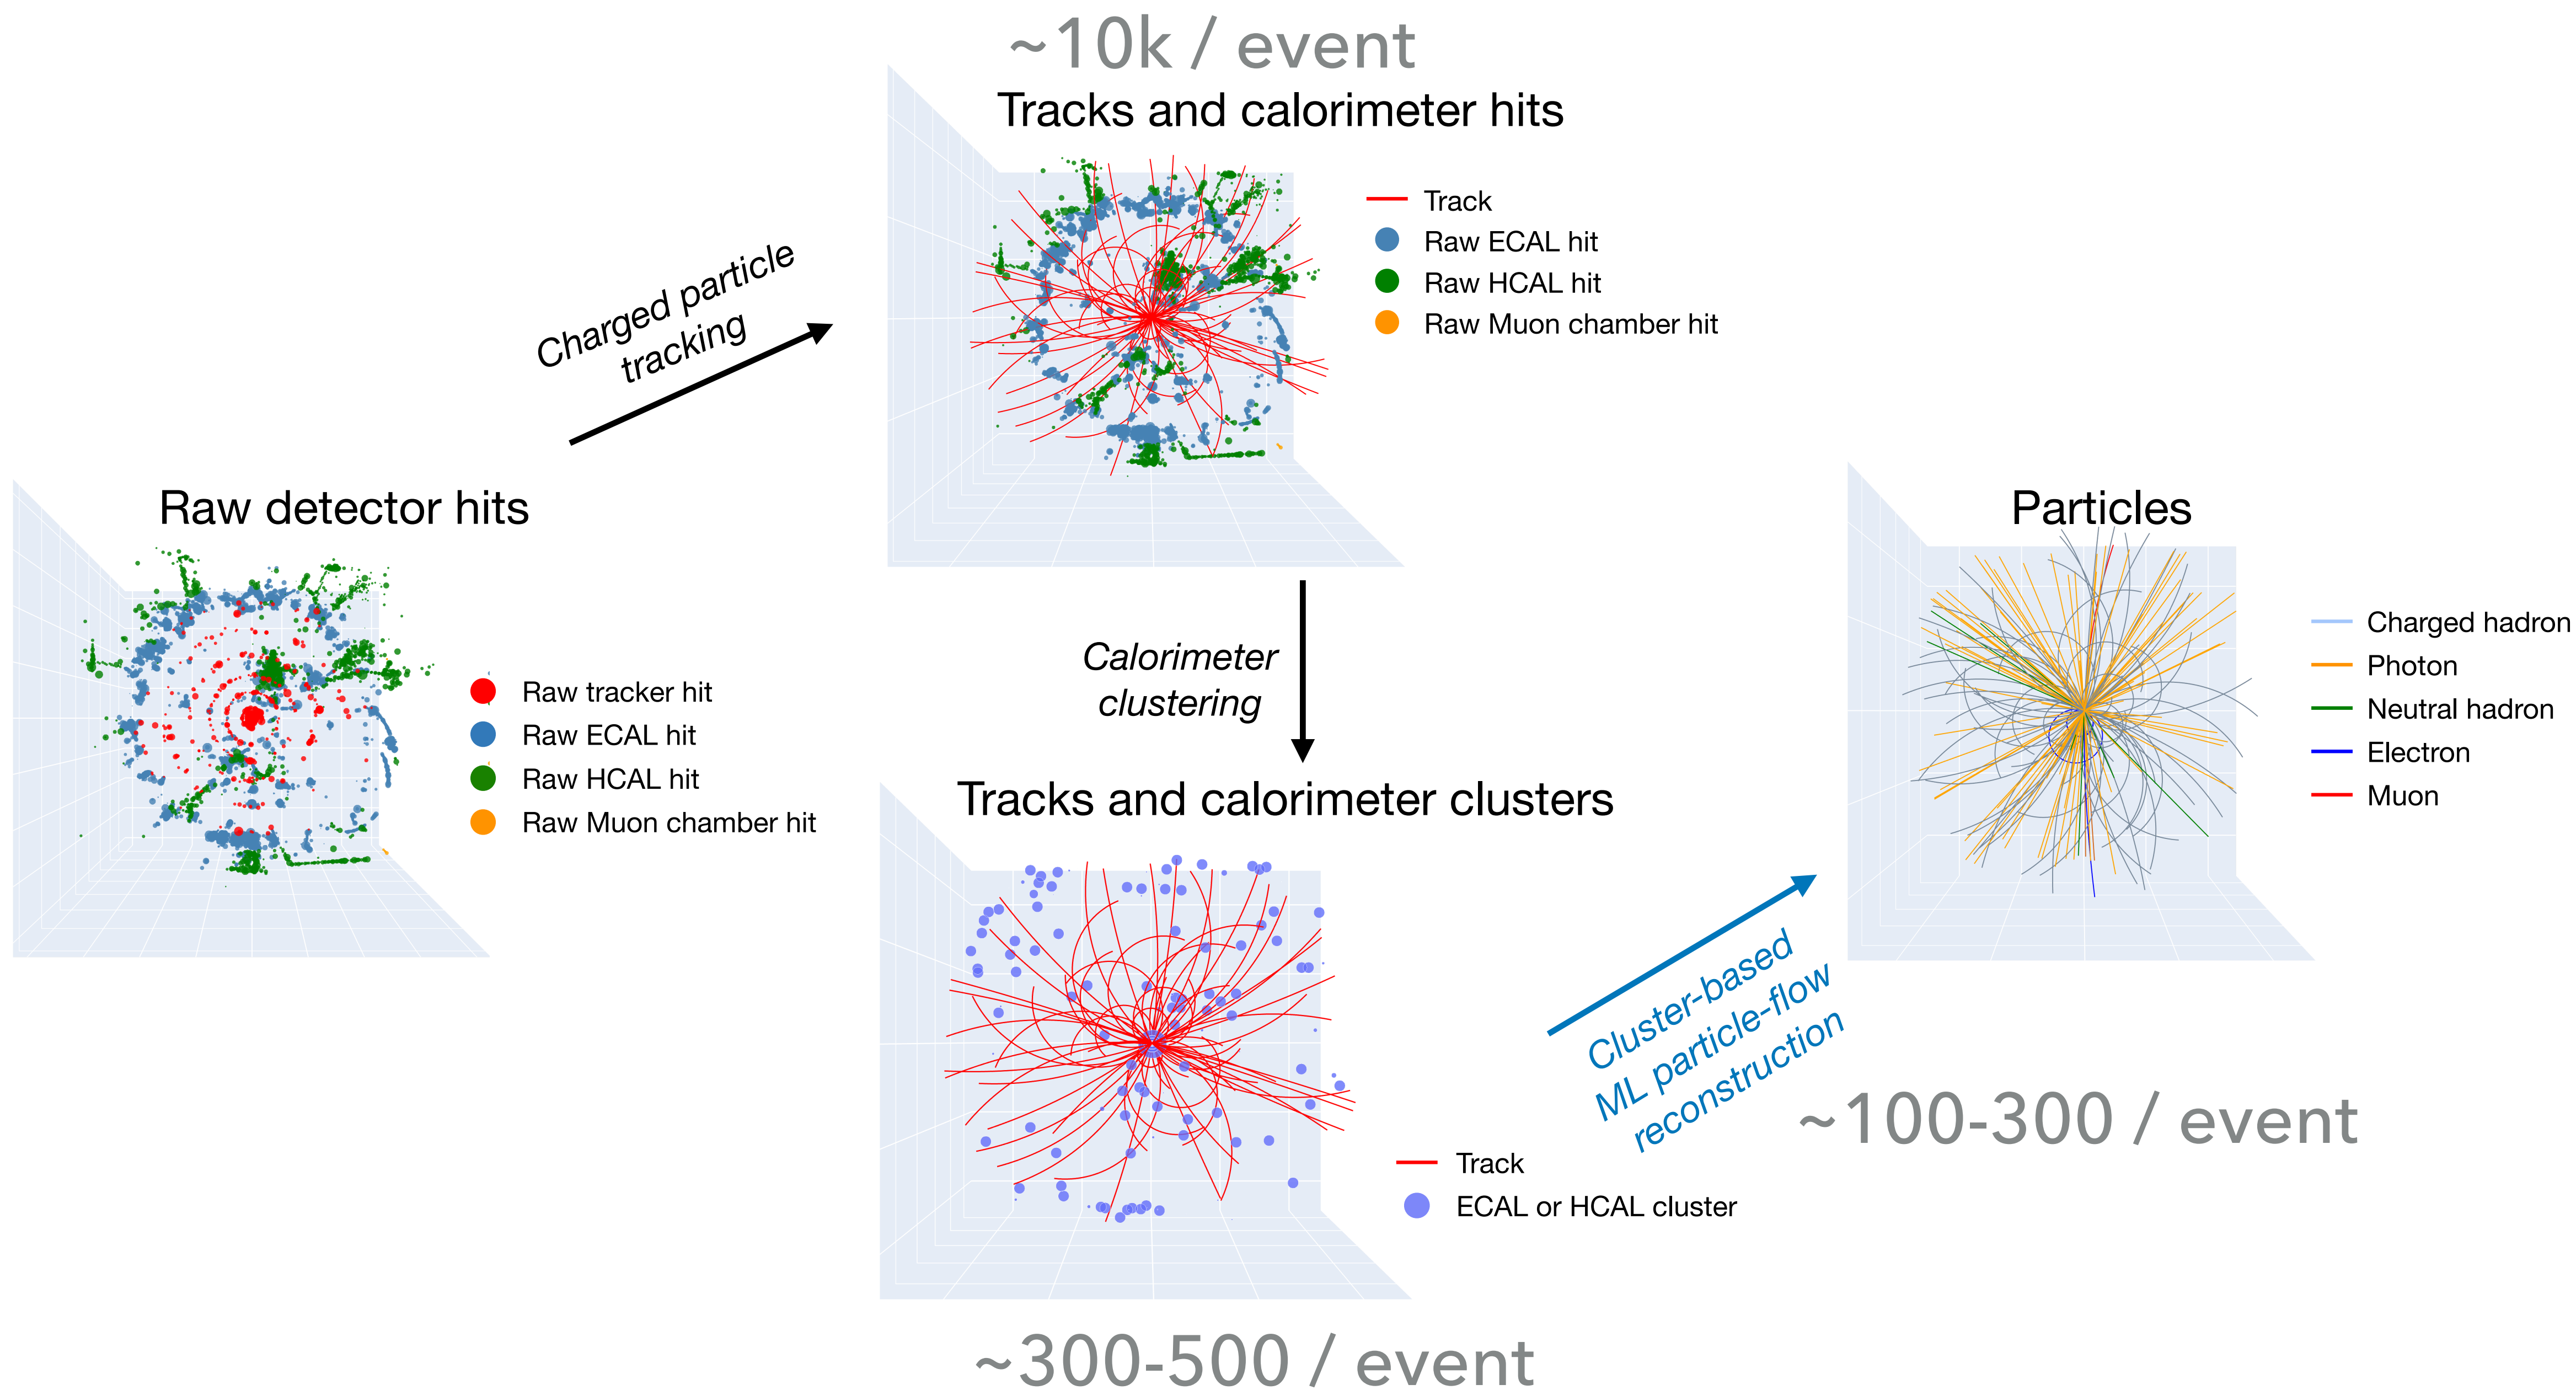 ~10k / event
Tracks and calorimeter hits
Track
Raw ECAL hit
Raw HCAL hit
Raw Muon chamber hit
Charged particle
tracking
Raw detector hits
Raw tracker hit
Raw ECAL hit
Raw HCAL hit
Raw Muon chamber hit
Calorimeter
clustering
Tracks and calorimeter clusters
Track
ECAL or HCAL cluster
~300-500 / event
Cluster-based
ML particle-flow
reconstruction
Particles
Charged hadron
Photon
Neutral hadron
Electron
Muon
~100-300 / event